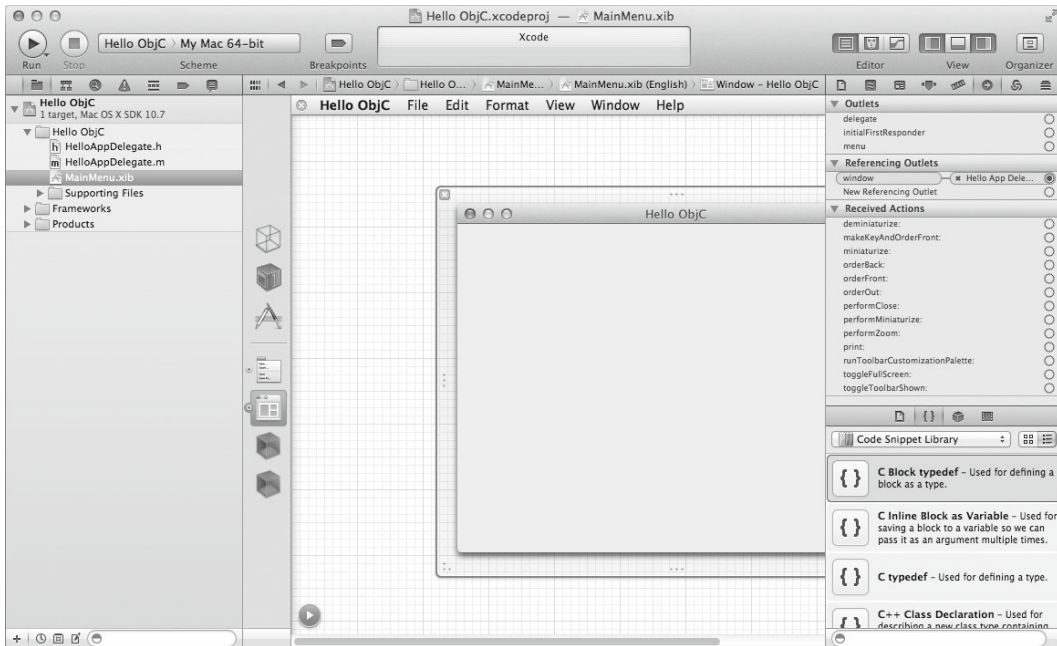 Hello ObjC.xcodeproj — MainMenu.xib
Run
Stop
Hello ObjC › My Mac 64-bit
Scheme
Breakpoints
Xcode
Editor
View
Organizer
Hello ObjC › Hello O... › MainMe... › MainMenu.xib (English) › Window – Hello ObjC
Hello ObjC
1 target, Mac OS X SDK 10.7
Hello ObjC
h HelloAppDelegate.h
m HelloAppDelegate.m
MainMenu.xib
Supporting Files
Frameworks
Products
Hello ObjC File Edit Format View Window Help
Hello ObjC
Outlets
delegate
initialFirstResponder
menu
Referencing Outlets
window
Hello App Dele...
New Referencing Outlet
Received Actions
deminiaturize:
makeKeyAndOrderFront:
miniaturize:
orderBack:
orderFront:
orderOut:
performClose:
performMiniaturize:
performZoom:
print:
runToolbarCustomizationPalette:
toggleFullScreen:
toggleToolbarShown:
{ }
Code Snippet Library
{ }
C Block typedef – Used for defining a
block as a type.
{ }
C Inline Block as Variable – Used for
saving a block to a variable so we can
pass it as an argument multiple times.
{ }
C typedef – Used for defining a type.
{ }
C++ Class Declaration – Used for
describing a new class type containing